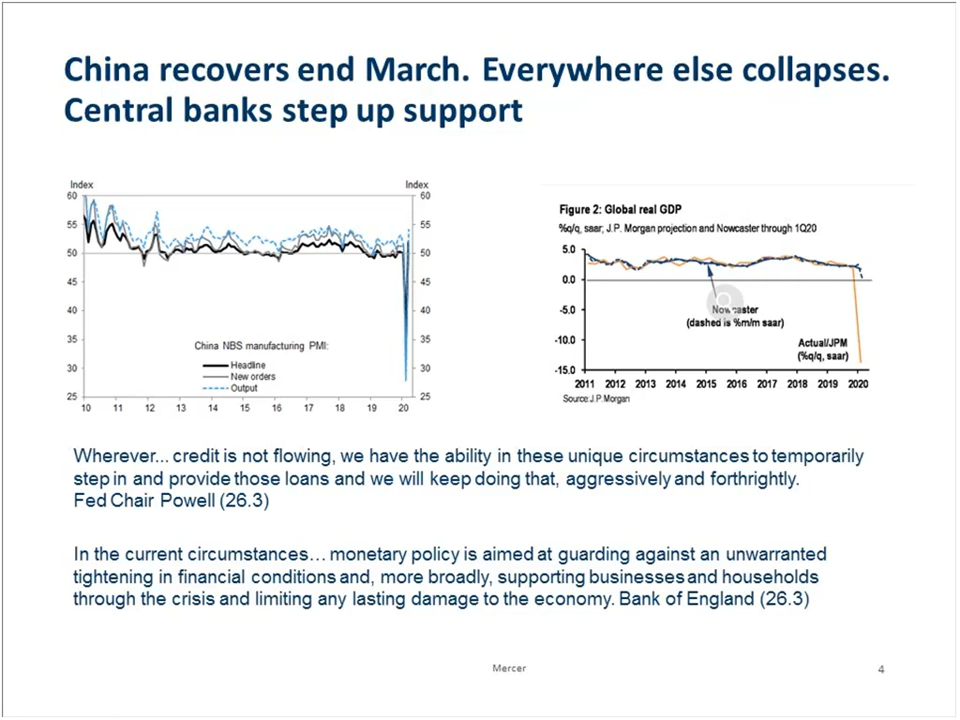 China recovers end March. Everywhere else collapses.
Central banks step up support
Index
Index
60
60
55
55
50
50
45
45
40
40
35
35
30
30
25
25
China NBS manufacturing PMI:
Headline
New orders
Output
10 11 12 13 14 15 16 17 18 19 20
Figure 2: Global real GDP
%q/q, saar; J.P. Morgan projection and Nowcaster through 1Q20
5.0
0.0
-5.0
-10.0
-15.0
Nowcaster
(dashed is %m/m saar)
Actual/JPM
(%q/q, saar)
2011 2012 2013 2014 2015 2016 2017 2018 2019 2020
Source:J.P.Morgan
Wherever... credit is not flowing, we have the ability in these unique circumstances to temporarily
step in and provide those loans and we will keep doing that, aggressively and forthrightly.
Fed Chair Powell (26.3)
In the current circumstances… monetary policy is aimed at guarding against an unwarranted
tightening in financial conditions and, more broadly, supporting businesses and households
through the crisis and limiting any lasting damage to the economy. Bank of England (26.3)
Mercer
4